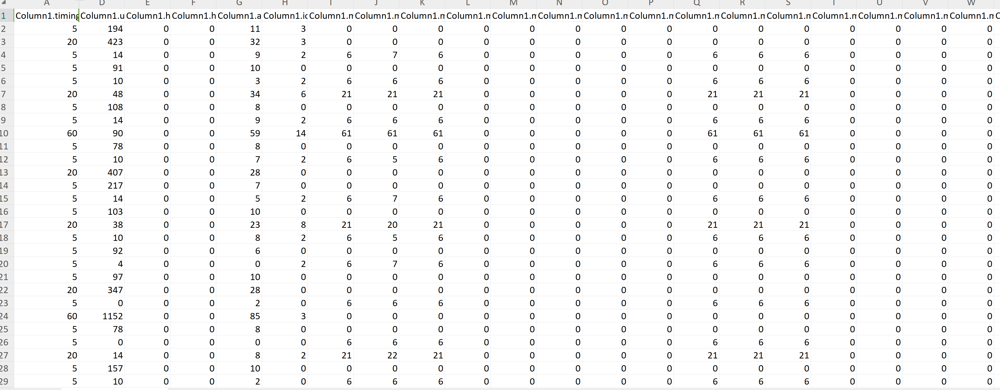 A D E F G H I J K L M N O P Q R S T U V W
1 Column1.timing Column1.u Column1.h Column1.h Column1.a Column1.id Column1.m Column1.m Column1.m Column1.m Column1.m Column1.m Column1.m Column1.m Column1.m Column1.m Column1.m Column1.m Column1.m Column1.m Column1.m
2 5 194 0 0 11 3 0 0 0 0 0 0 0 0 0 0 0 0 0 0 0
3 20 423 0 0 32 3 0 0 0 0 0 0 0 0 0 0 0 0 0 0 0
4 5 14 0 0 9 2 6 7 6 0 0 0 0 0 6 6 6 0 0 0 0
5 5 91 0 0 10 0 0 0 0 0 0 0 0 0 0 0 0 0 0 0 0
6 5 10 0 0 3 2 6 6 6 0 0 0 0 0 6 6 6 0 0 0 0
7 20 48 0 0 34 6 21 21 21 0 0 0 0 0 21 21 21 0 0 0 0
8 5 108 0 0 8 0 0 0 0 0 0 0 0 0 0 0 0 0 0 0 0
9 5 14 0 0 9 2 6 6 6 0 0 0 0 0 6 6 6 0 0 0 0
10 60 90 0 0 59 14 61 61 61 0 0 0 0 0 61 61 61 0 0 0 0
11 5 78 0 0 8 0 0 0 0 0 0 0 0 0 0 0 0 0 0 0 0
12 5 10 0 0 7 2 6 5 6 0 0 0 0 0 6 6 6 0 0 0 0
13 20 407 0 0 28 0 0 0 0 0 0 0 0 0 0 0 0 0 0 0 0
14 5 217 0 0 7 0 0 0 0 0 0 0 0 0 0 0 0 0 0 0 0
15 5 14 0 0 5 2 6 7 6 0 0 0 0 0 6 6 6 0 0 0 0
16 5 103 0 0 10 0 0 0 0 0 0 0 0 0 0 0 0 0 0 0 0
17 20 38 0 0 23 8 21 20 21 0 0 0 0 0 21 21 21 0 0 0 0
18 5 10 0 0 8 2 6 5 6 0 0 0 0 0 6 6 6 0 0 0 0
19 5 92 0 0 6 0 0 0 0 0 0 0 0 0 0 0 0 0 0 0 0
20 5 4 0 0 0 2 6 7 6 0 0 0 0 0 6 6 6 0 0 0 0
21 5 97 0 0 10 0 0 0 0 0 0 0 0 0 0 0 0 0 0 0 0
22 20 347 0 0 28 0 0 0 0 0 0 0 0 0 0 0 0 0 0 0 0
23 5 0 0 0 2 0 6 6 6 0 0 0 0 0 6 6 6 0 0 0 0
24 60 1152 0 0 85 3 0 0 0 0 0 0 0 0 0 0 0 0 0 0 0
25 5 78 0 0 8 0 0 0 0 0 0 0 0 0 0 0 0 0 0 0 0
26 5 0 0 0 0 0 6 6 6 0 0 0 0 0 6 6 6 0 0 0 0
27 20 14 0 0 8 2 21 22 21 0 0 0 0 0 21 21 21 0 0 0 0
28 5 157 0 0 10 0 0 0 0 0 0 0 0 0 0 0 0 0 0 0 0
29 5 10 0 0 2 0 6 6 6 0 0 0 0 0 6 6 6 0 0 0 0